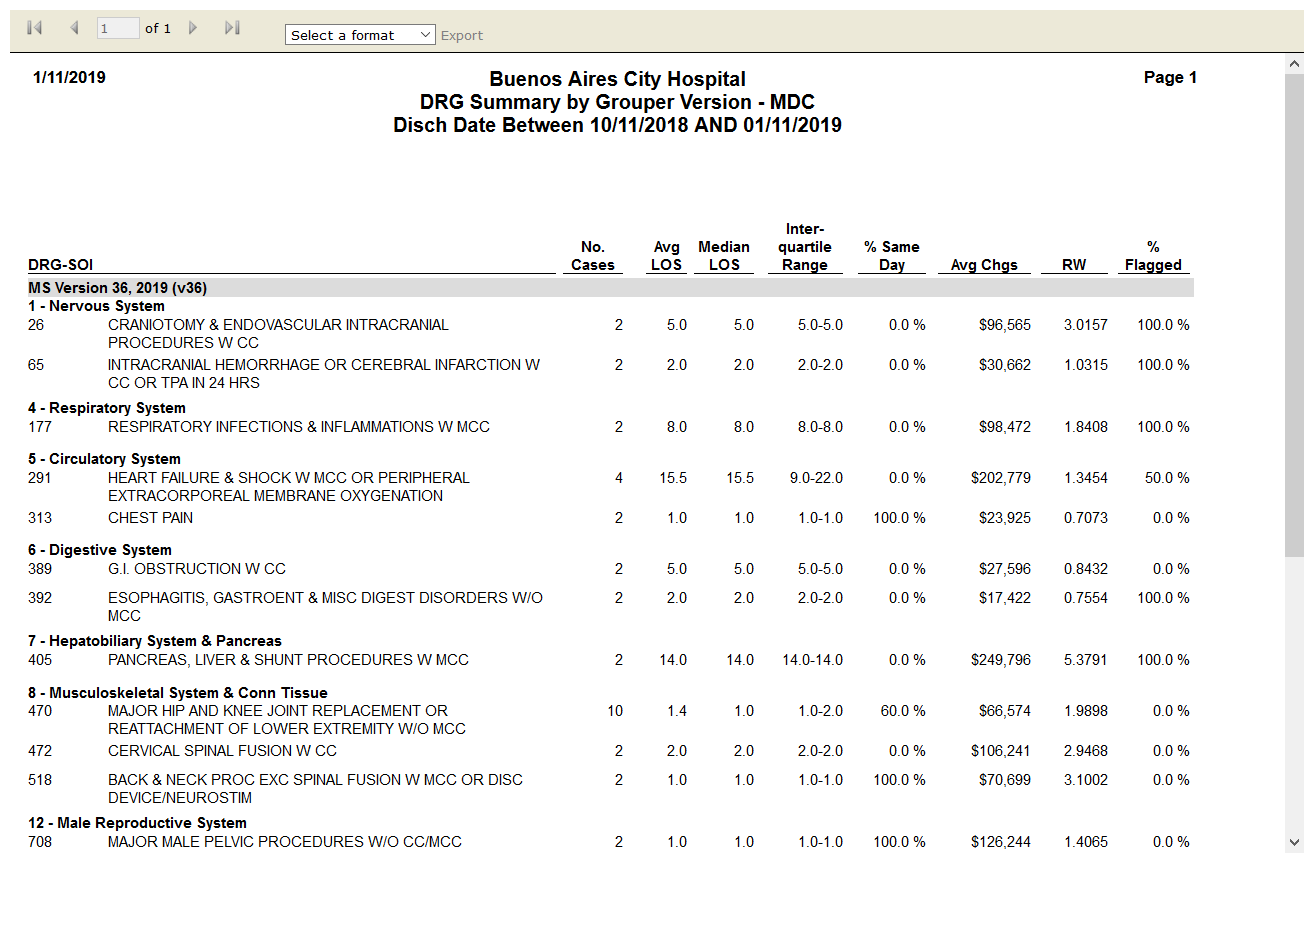 1 of 1 Select a format Export
1/11/2019 Buenos Aires City Hospital Page 1
DRG Summary by Grouper Version - MDC
Disch Date Between 10/11/2018 AND 01/11/2019
Inter-
No. Avg Median quartile % Same %
DRG-SOI Cases LOS LOS Range Day Avg Chgs RW Flagged
MS Version 36, 2019 (v36)
1 - Nervous System
26 CRANIOTOMY & ENDOVASCULAR INTRACRANIAL 2 5.0 5.0 5.0-5.0 0.0 % $96,565 3.0157 100.0 %
PROCEDURES W CC
65 INTRACRANIAL HEMORRHAGE OR CEREBRAL INFARCTION W 2 2.0 2.0 2.0-2.0 0.0 % $30,662 1.0315 100.0 %
CC OR TPA IN 24 HRS
4 - Respiratory System
177 RESPIRATORY INFECTIONS & INFLAMMATIONS W MCC 2 8.0 8.0 8.0-8.0 0.0 % $98,472 1.8408 100.0 %
5 - Circulatory System
291 HEART FAILURE & SHOCK W MCC OR PERIPHERAL 4 15.5 15.5 9.0-22.0 0.0 % $202,779 1.3454 50.0 %
EXTRACORPOREAL MEMBRANE OXYGENATION
313 CHEST PAIN 2 1.0 1.0 1.0-1.0 100.0 % $23,925 0.7073 0.0 %
6 - Digestive System
389 G.I. OBSTRUCTION W CC 2 5.0 5.0 5.0-5.0 0.0 % $27,596 0.8432 0.0 %
392 ESOPHAGITIS, GASTROENT & MISC DIGEST DISORDERS W/O 2 2.0 2.0 2.0-2.0 0.0 % $17,422 0.7554 100.0 %
MCC
7 - Hepatobiliary System & Pancreas
405 PANCREAS, LIVER & SHUNT PROCEDURES W MCC 2 14.0 14.0 14.0-14.0 0.0 % $249,796 5.3791 100.0 %
8 - Musculoskeletal System & Conn Tissue
470 MAJOR HIP AND KNEE JOINT REPLACEMENT OR 10 1.4 1.0 1.0-2.0 60.0 % $66,574 1.9898 0.0 %
REATTACHMENT OF LOWER EXTREMITY W/O MCC
472 CERVICAL SPINAL FUSION W CC 2 2.0 2.0 2.0-2.0 0.0 % $106,241 2.9468 0.0 %
518 BACK & NECK PROC EXC SPINAL FUSION W MCC OR DISC 2 1.0 1.0 1.0-1.0 100.0 % $70,699 3.1002 0.0 %
DEVICE/NEUROSTIM
12 - Male Reproductive System
708 MAJOR MALE PELVIC PROCEDURES W/O CC/MCC 2 1.0 1.0 1.0-1.0 100.0 % $126,244 1.4065 0.0 %